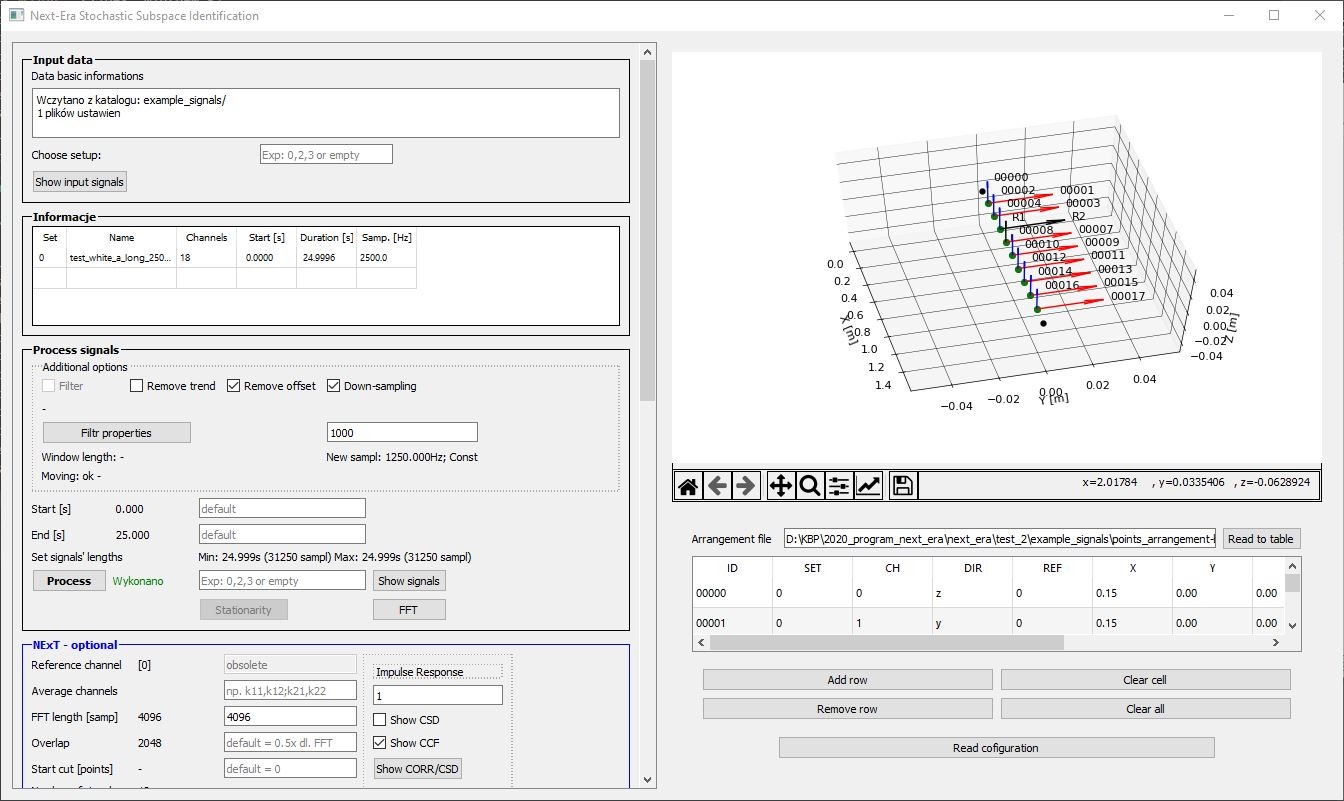 Next-Era Stochastic Subspace Identification
Input data
Data basic informations
Wczytano z katalogu: example_signals/
1 plików ustawien
Choose setup:
Exp: 0,2,3 or empty
Show input signals
Informacje
Set Name Channels Start [s] Duration [s] Samp. [Hz]
0 test_white_a_long_250... 18 0.0000 24.9996 2500.0
Process signals
Additional options
Filter Remove trend Remove offset Down-sampling
-
Filtr properties
1000
Window length: -
New sampl: 1250.000Hz; Const
Moving: ok -
Start [s] 0.000 default
End [s] 25.000 default
Set signals' lengths Min: 24.999s (31250 sampl) Max: 24.999s (31250 sampl)
Process Wykonano Exp: 0,2,3 or empty Show signals
Stationarity FFT
NExT - optional
Reference channel [0] obsolete
Average channels np. k11,k12;k21,k22
FFT length [samp] 4096 4096
Overlap 2048 default = 0.5x dl. FFT
Start cut [points] - default = 0
Impulse Response
1
Show CSD
Show CCF
Show CORR/CSD
00000
00002 00001
00004 00003
R1 R2
00008 00007
00010 00009
00012 00011
00014 00013
00016 00015
00017
0.0
0.2
0.4
0.6
0.8
1.0
1.2
1.4
X [m]
−0.04
−0.02
0.00
0.02
0.04
Y [m]
0.04
0.02
0.00
−0.02
−0.04
Z [m]
x=2.01784 , y=0.0335406 , z=-0.0628924
Arrangement file D:\KBP\2020_program_next_era\next_era\test_2\example_signals\points_arrangement- Read to table
ID SET CH DIR REF X Y
00000 0 0 z 0 0.15 0.00 0.00
00001 0 1 y 0 0.15 0.00 0.00
Add row Clear cell
Remove row Clear all
Read cofiguration